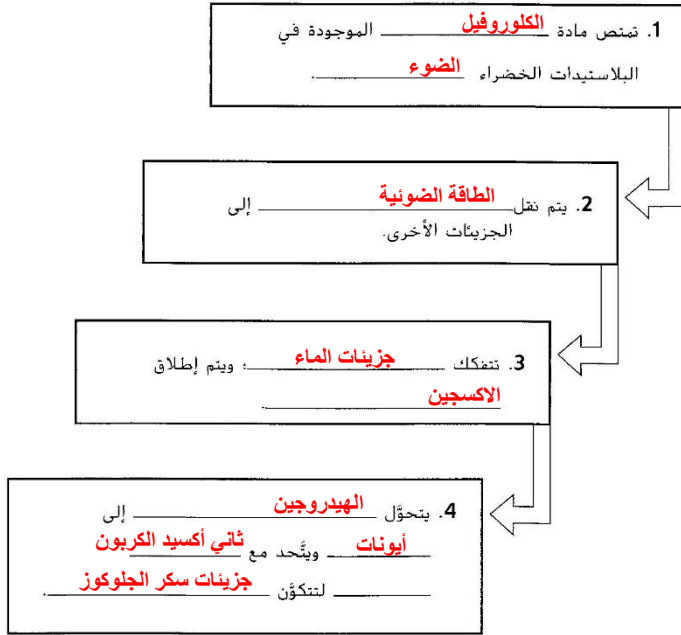 1. تمتص مادة الكلوروفيل الموجودة في
البلاستيدات الخضراء الضوء.
2. يتم نقل الطاقة الضوئية إلى
الجزيئات الأخرى.
3. تتفكك جزيئات الماء؛ ويتم إطلاق
الاكسجين.
4. يتحوَّل الهيدروجين إلى
أيونات ويتَّحد مع ثاني أكسيد الكربون
لتتكوَّن جزيئات سكر الجلوكوز.